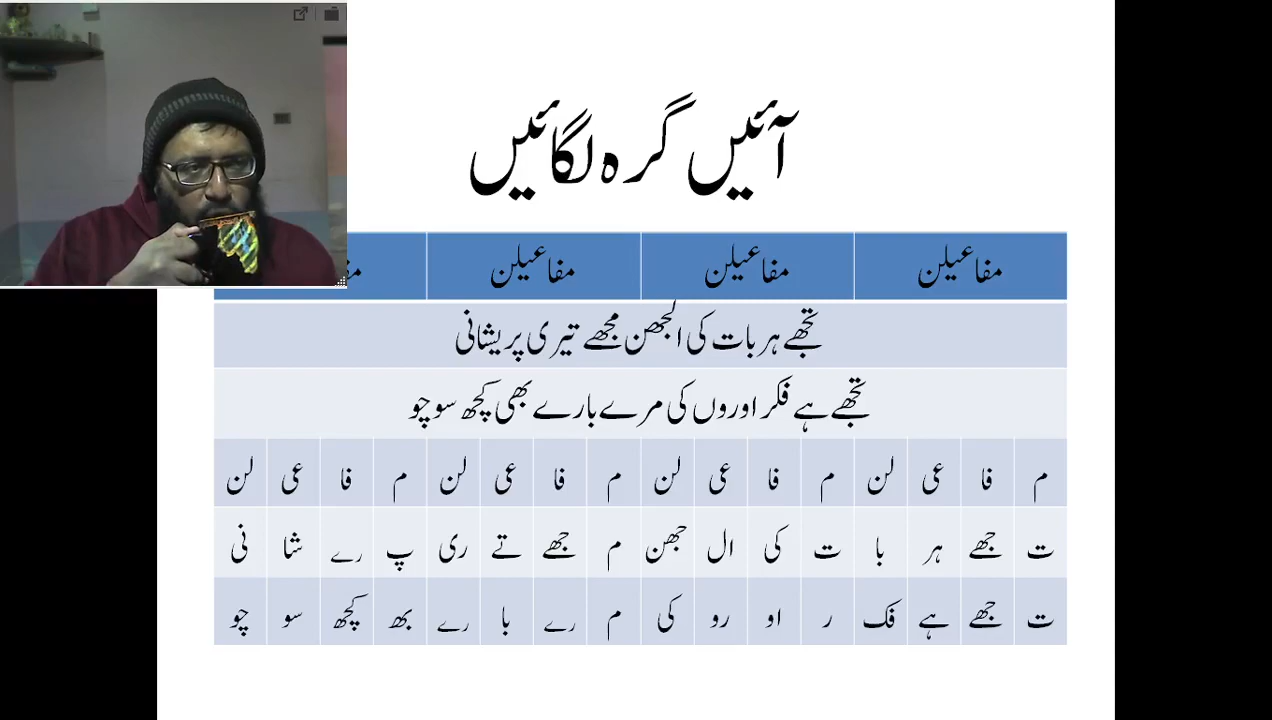 آئیں گرہ لگائیں
مفاعیلن مفاعیلن مفاعیلن
تجھے ہر بات کی الجھن مجھے تیری پریشانی
تجھے ہے فکر اوروں کی مرے بارے بھی کچھ سوچو
م فا عی لن م فا عی لن م فا عی لن م فا عی لن
ت جھے ہر با ت کی ال جھن م جھے تے ری پ رے شا نی
ت جھے ہے فک ر او رو کی م رے با رے بھ کچھ سو چو